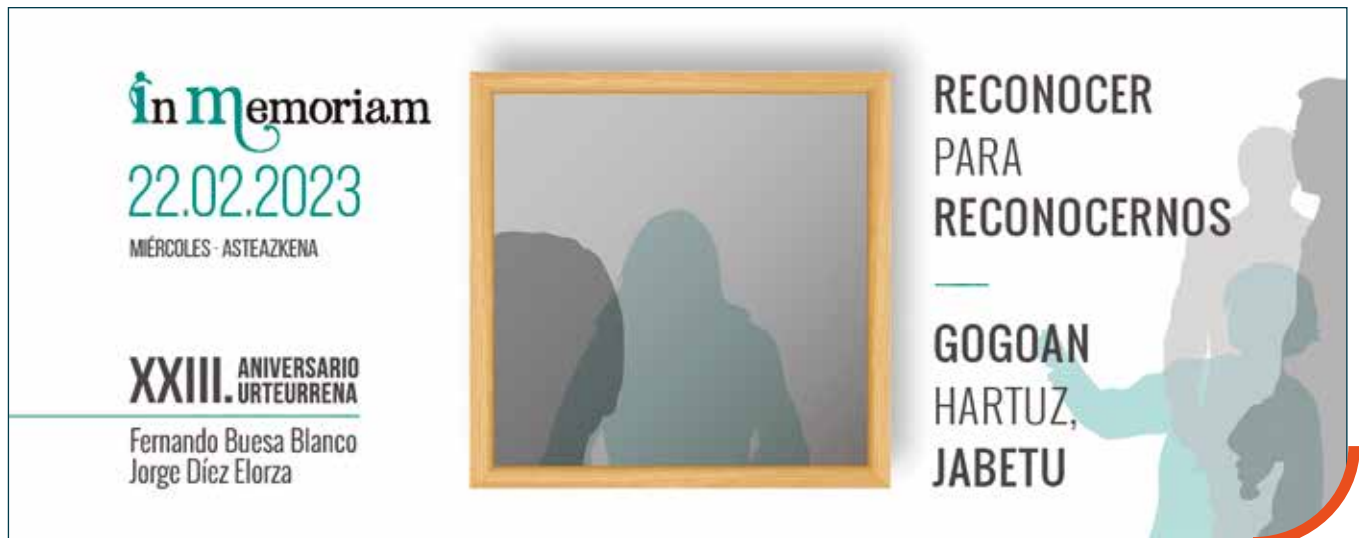 In Memoriam
22.02.2023
MIÉRCOLES · ASTEAZKENA
XXIII. ANIVERSARIO
URTEURRENA
Fernando Buesa Blanco
Jorge Díez Elorza
RECONOCER
PARA
RECONOCERNOS
GOGOAN
HARTUZ,
JABETU